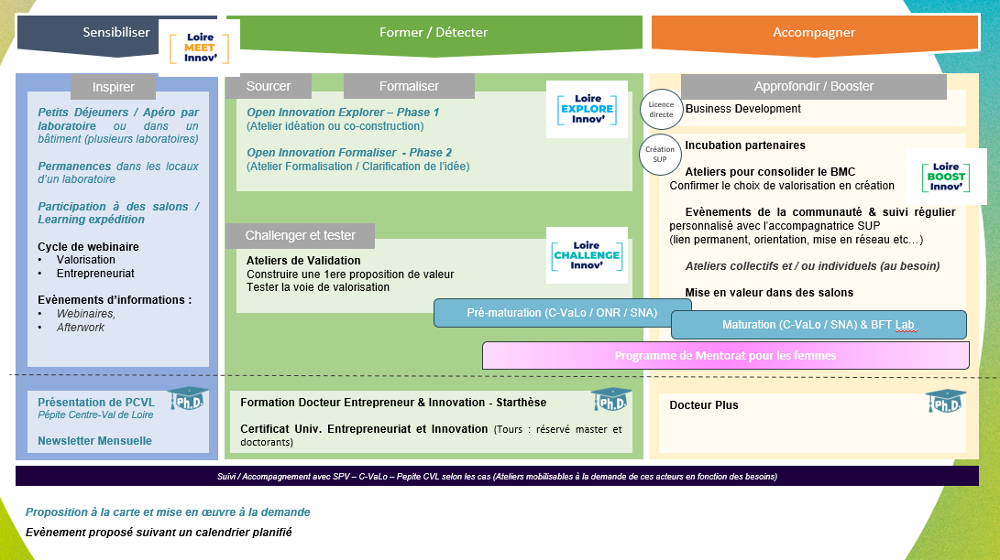 Sensibiliser
Loire
MEET
Innov’
Former / Détecter
Accompagner
Inspirer
Petits Déjeuners / Apéro par
laboratoire ou dans un
bâtiment (plusieurs laboratoires)
Permanences dans les locaux
d’un laboratoire
Participation à des salons /
Learning expédition
Cycle de webinaire
• Valorisation
• Entrepreneuriat
Evènements d’informations :
• Webinaires,
• Afterwork
Sourcer
Formaliser
Open Innovation Explorer – Phase 1
(Atelier idéation ou co-construction)
Open Innovation Formaliser - Phase 2
(Atelier Formalisation / Clarification de l’idée)
Loire
EXPLORE
Innov’
Challenger et tester
Ateliers de Validation
Construire une 1ere proposition de valeur
Tester la voie de valorisation
Loire
CHALLENGE
Innov’
Approfondir / Booster
Licence
directe
Business Development
Création
SUP
Incubation partenaires
Ateliers pour consolider le BMC
Confirmer le choix de valorisation en création
Loire
BOOST
Innov’
Evènements de la communauté & suivi régulier
personnalisé avec l’accompagnatrice SUP
(lien permanent, orientation, mise en réseau etc…)
Ateliers collectifs et / ou individuels (au besoin)
Mise en valeur dans des salons
Pré-maturation (C-VaLo / ONR / SNA)
Maturation (C-VaLo / SNA) & BFT Lab
Programme de Mentorat pour les femmes
Présentation de PCVL
Pépite Centre-Val de Loire
Newsletter Mensuelle
Ph.D.
Formation Docteur Entrepreneur & Innovation - Starthèse
Certificat Univ. Entrepreneuriat et Innovation (Tours : réservé master et
doctorants)
Ph.D.
Docteur Plus
Ph.D.
Suivi / Accompagnement avec SPV – C-VaLo – Pepite CVL selon les cas (Ateliers mobilisables à la demande de ces acteurs en fonction des besoins)
Proposition à la carte et mise en œuvre à la demande
Evènement proposé suivant un calendrier planifié